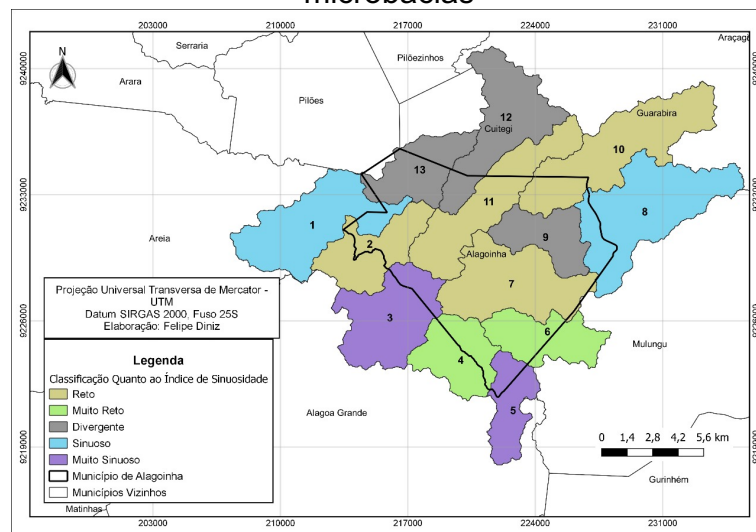 microbacias
203000 210000 217000 224000 231000
Serraria
Araçag
N
Pilõezinhos
9240000
9240000
Arara
Pilões
12
Cuitegi
Guarabira
10
13
9233000
9233000
1
11
8
2
9
Areia
Alagoinha
7
Projeção Universal Transversa de Mercator -
UTM
Datum SIRGAS 2000, Fuso 25S
Elaboração: Felipe Diniz
3
9226000
9226000
6
Mulungu
4
Legenda
Classificação Quanto ao Índice de Sinuosidade
Reto
Muito Reto
Divergente
Sinuoso
Muito Sinuoso
Município de Alagoinha
Municípios Vizinhos
5
Alagoa Grande
0 1,4 2,8 4,2 5,6 km
9219000
9219000
Gurinhém
Matinhas
203000 210000 217000 224000 231000